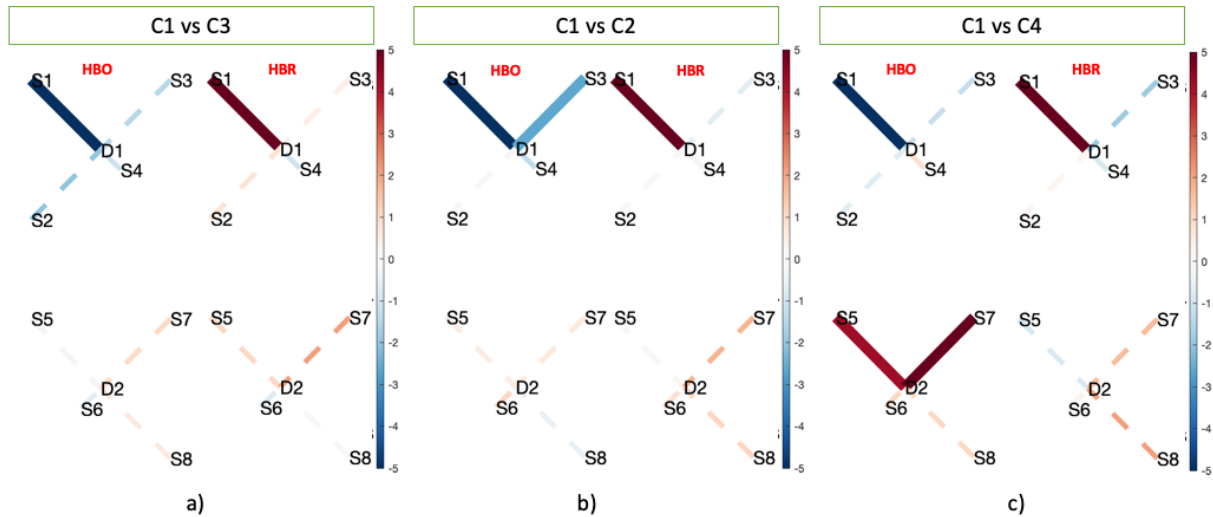 C1 vs C3
HBO
HBR
S1
S3
S1
S3
D1
S4
D1
S4
S2
S2
S5
S7
S5
S7
D2
S6
D2
S6
S8
S8
5
4
3
2
1
0
-1
-2
-3
-4
-5
a)
C1 vs C2
HBO
HBR
S1
S3
S1
S3
D1
S4
D1
S4
S2
S2
S5
S7
S5
S7
D2
S6
D2
S6
S8
S8
5
4
3
2
1
0
-1
-2
-3
-4
-5
b)
C1 vs C4
HBO
HBR
S1
S3
S1
S3
D1
S4
D1
S4
S2
S2
S5
S7
S5
S7
D2
S6
D2
S6
S8
S8
5
4
3
2
1
0
-1
-2
-3
-4
-5
c)